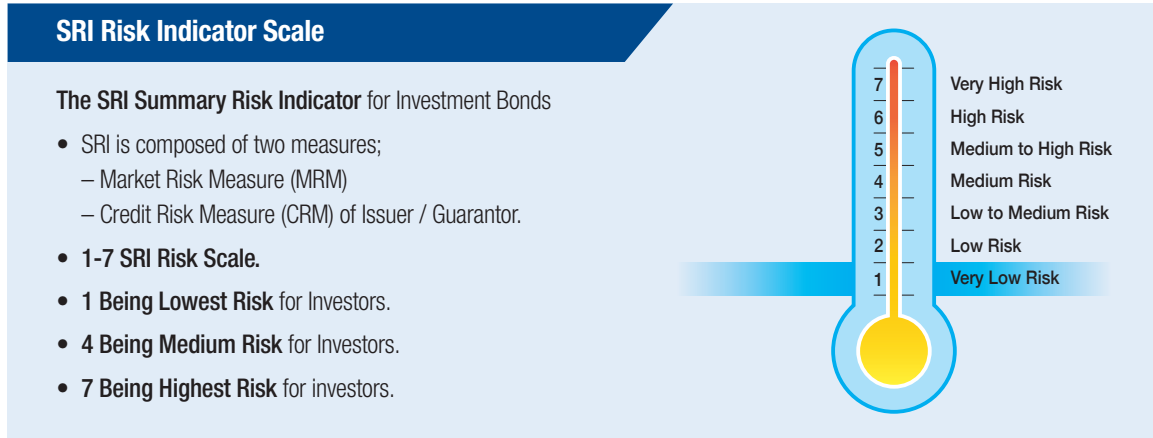 SRI Risk Indicator Scale
The SRI Summary Risk Indicator for Investment Bonds
• SRI is composed of two measures;
– Market Risk Measure (MRM)
– Credit Risk Measure (CRM) of Issuer / Guarantor.
• 1-7 SRI Risk Scale.
• 1 Being Lowest Risk for Investors.
• 4 Being Medium Risk for Investors.
• 7 Being Highest Risk for investors.
7 Very High Risk
6 High Risk
5 Medium to High Risk
4 Medium Risk
3 Low to Medium Risk
2 Low Risk
1 Very Low Risk